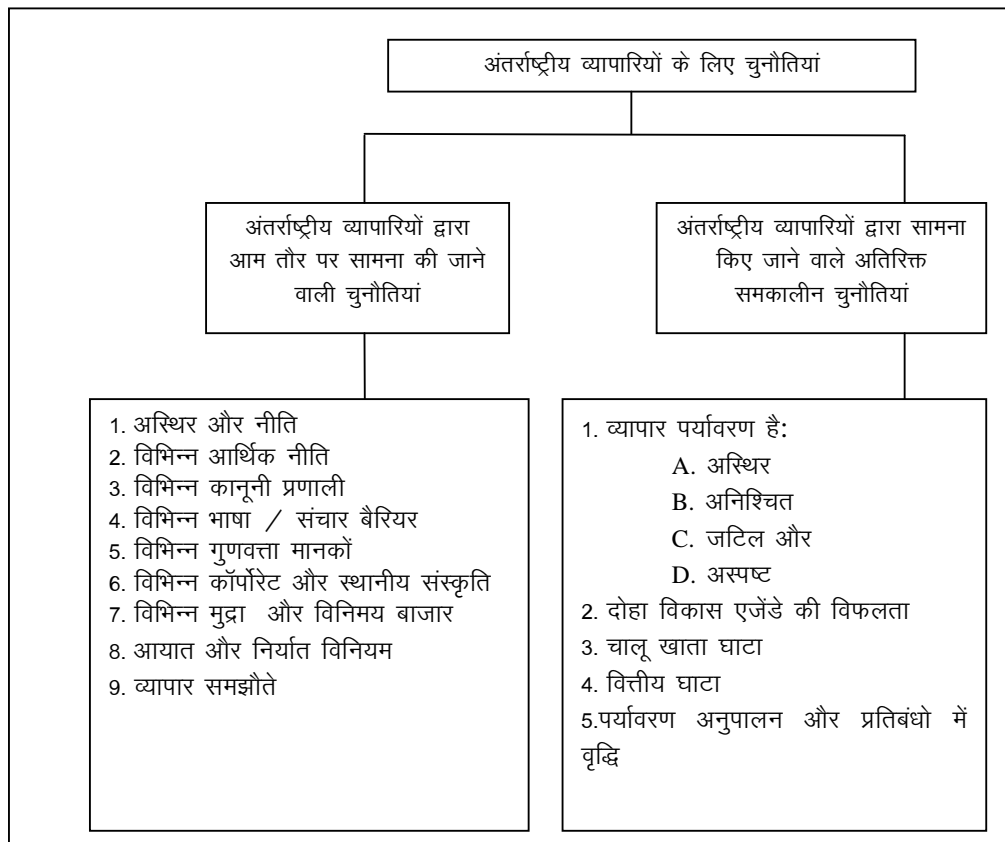 अंतर्राष्ट्रीय व्यापारियों के लिए चुनौतियां
अंतर्राष्ट्रीय व्यापारियों द्वारा
आम तौर पर सामना की जाने
वाली चुनौतियां
अंतर्राष्ट्रीय व्यापारियों द्वारा सामना
किए जाने वाले अतिरिक्त
समकालीन चुनौतियां
1. अस्थिर और नीति
2. विभिन्न आर्थिक नीति
3. विभिन्न कानूनी प्रणाली
4. विभिन्न भाषा / संचार बैरियर
5. विभिन्न गुणवत्ता मानकों
6. विभिन्न कॉर्पोरेट और स्थानीय संस्कृति
7. विभिन्न मुद्रा और विनिमय बाजार
8. आयात और निर्यात विनियम
9. व्यापार समझौते
1. व्यापार पर्यावरण है:
A. अस्थिर
B. अनिश्चित
C. जटिल और
D. अस्पष्ट
2. दोहा विकास एजेंडे की विफलता
3. चालू खाता घाटा
4. वित्तीय घाटा
5.पर्यावरण अनुपालन और प्रतिबंधो में
वृद्धि